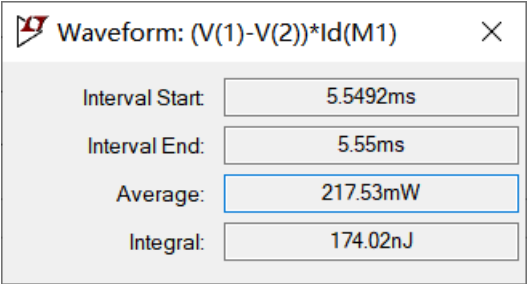 Waveform: (V(1)-V(2))*Id(M1)
Interval Start: 5.5492ms
Interval End: 5.55ms
Average: 217.53mW
Integral: 174.02nJ